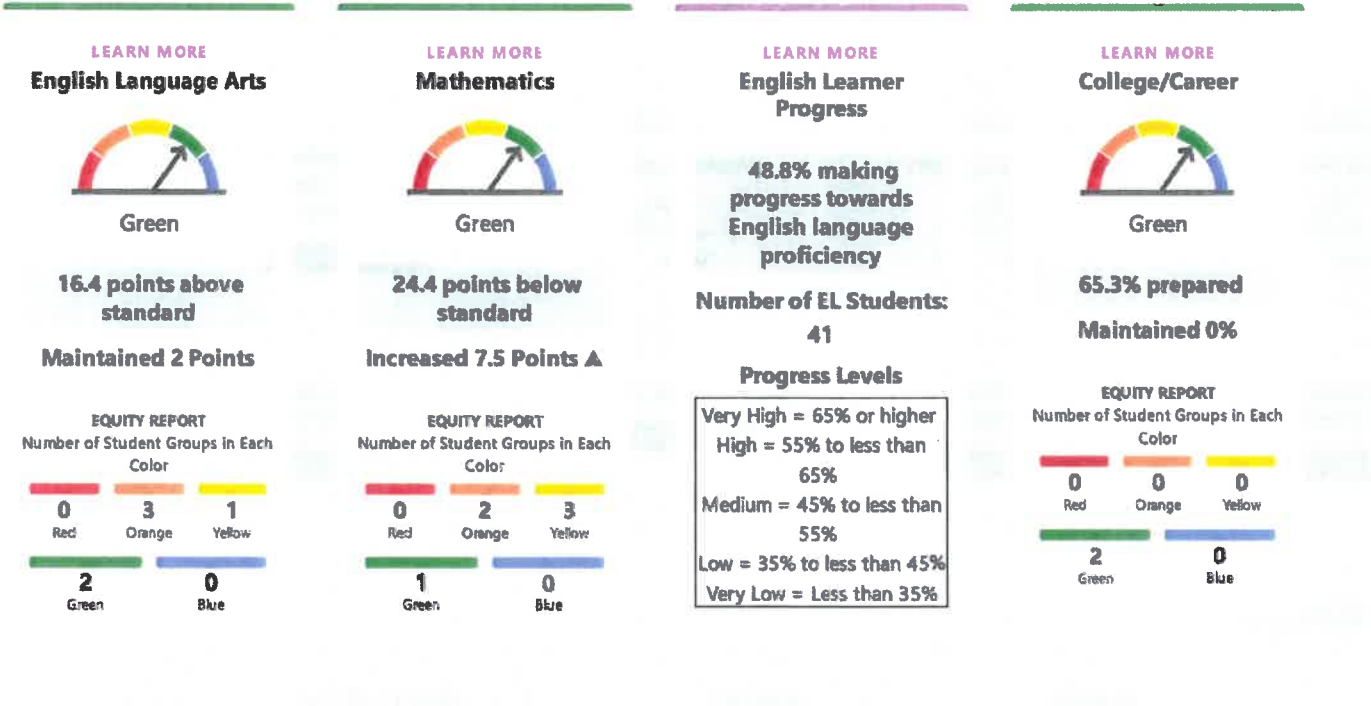 LEARN MORE
English Language Arts
Green
16.4 points above
standard
Maintained 2 Points
EQUITY REPORT
Number of Student Groups in Each
Color
0
Red
3
Orange
1
Yellow
2
Green
0
Blue
LEARN MORE
Mathematics
Green
24.4 points below
standard
Increased 7.5 Points ▲
EQUITY REPORT
Number of Student Groups in Each
Color
0
Red
2
Orange
3
Yellow
1
Green
0
Blue
LEARN MORE
English Learner
Progress
48.8% making
progress towards
English language
proficiency
Number of EL Students:
41
Progress Levels
Very High = 65% or higher
High = 55% to less than
65%
Medium = 45% to less than
55%
Low = 35% to less than 45%
Very Low = Less than 35%
LEARN MORE
College/Career
Green
65.3% prepared
Maintained 0%
EQUITY REPORT
Number of Student Groups in Each
Color
0
Red
0
Orange
0
Yellow
2
Green
0
Blue